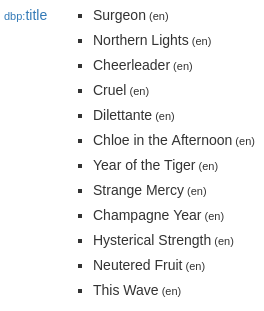 dbp:title
Surgeon (en)
Northern Lights (en)
Cheerleader (en)
Cruel (en)
Dilettante (en)
Chloe in the Afternoon (en)
Year of the Tiger (en)
Strange Mercy (en)
Champagne Year (en)
Hysterical Strength (en)
Neutered Fruit (en)
This Wave (en)